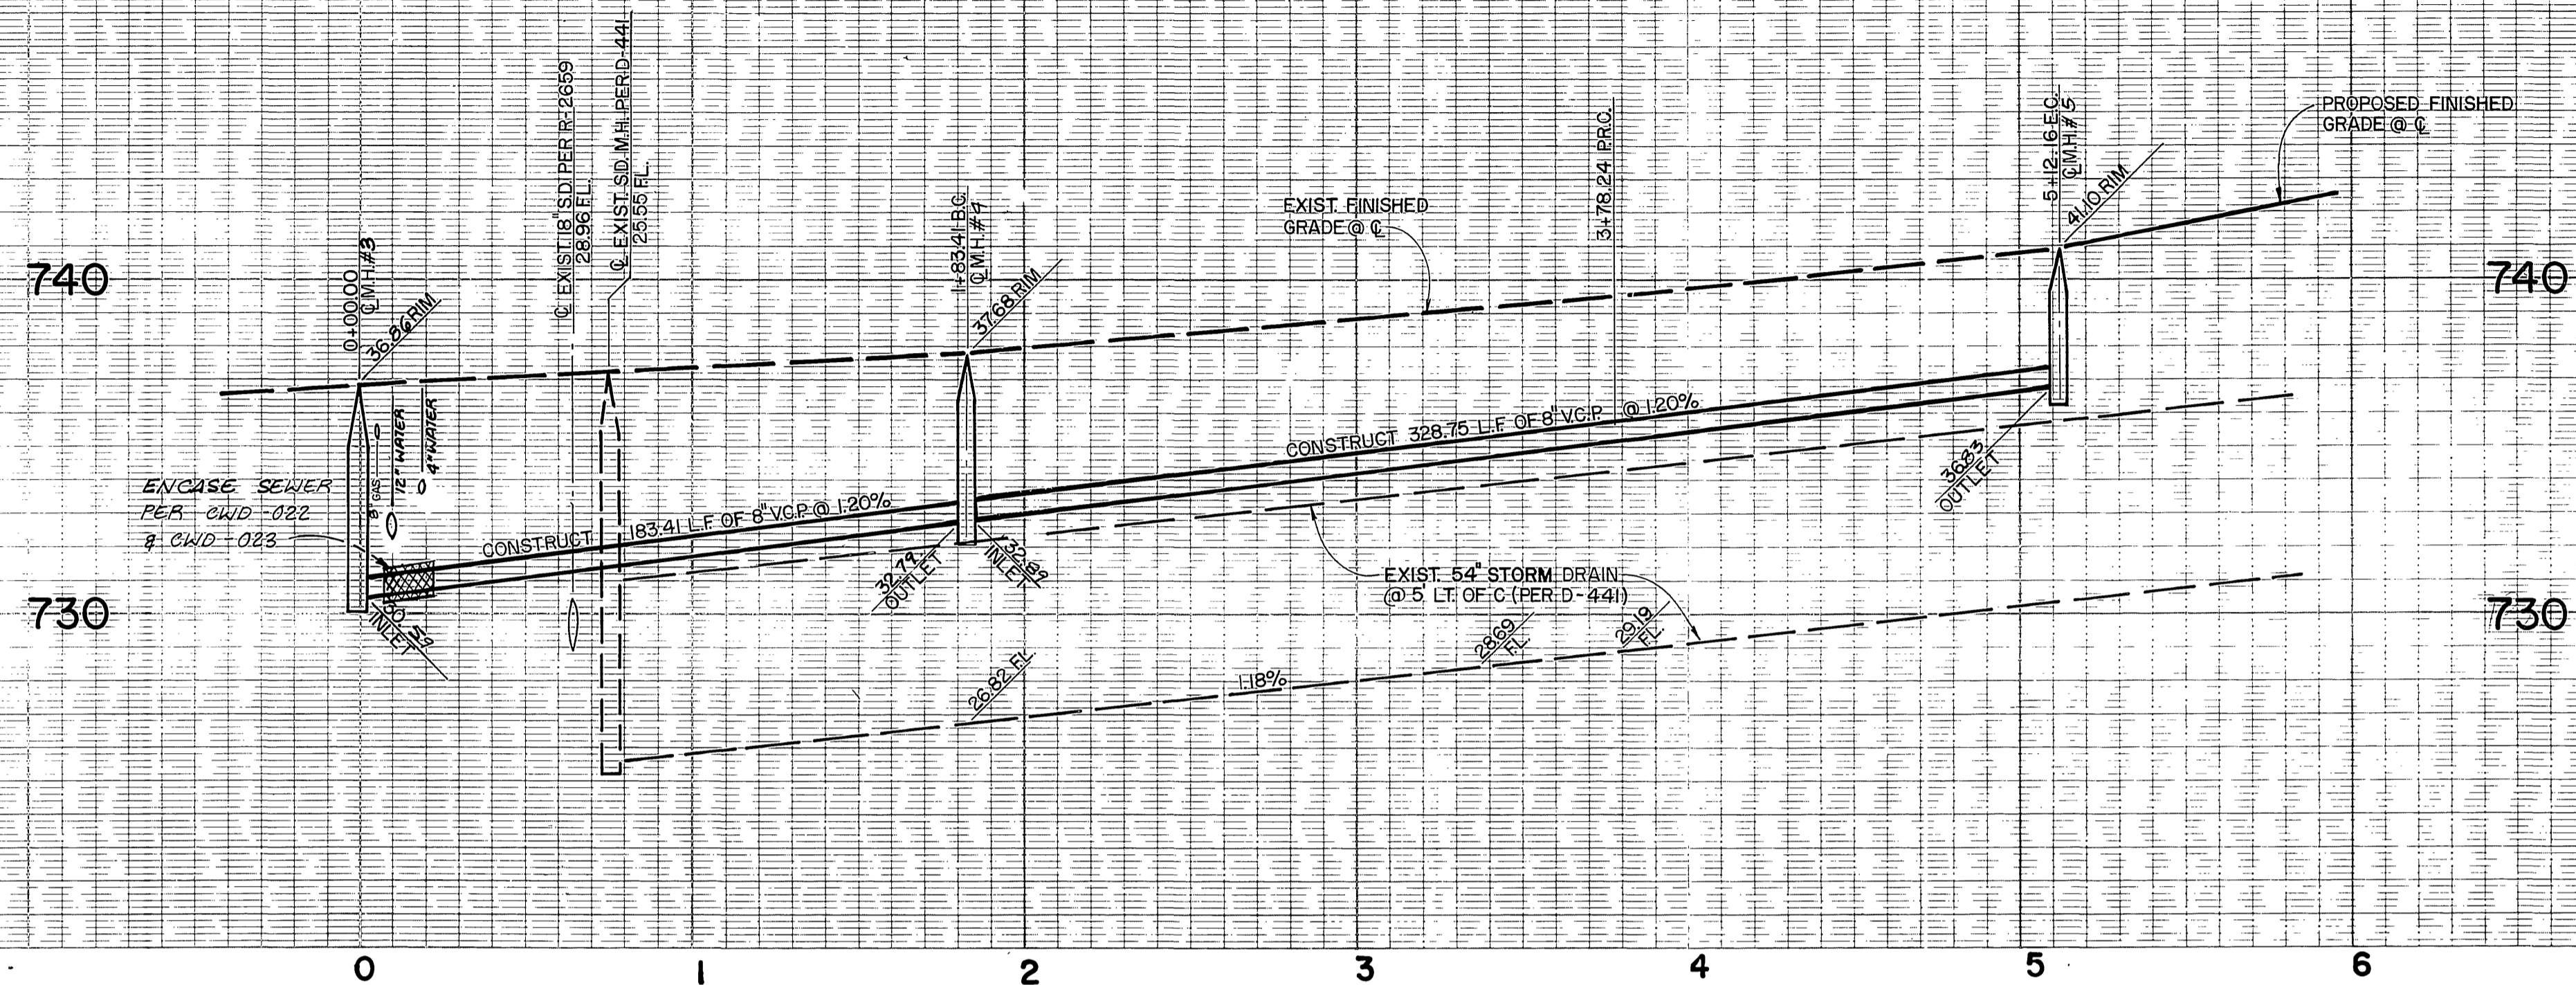 PROPOSED FINISHED
GRADE @ ℄
5+12.16 E.C.
℄ M.H.#5
41.10 RIM
℄ EXIST. 18" S.D. PER R-2659
28.96 F.L.
℄ EXIST. S.D. M.H. PER D-441
25.55 F.L.
3+78.24 P.R.C.
EXIST. FINISHED
GRADE @ ℄
1+83.41 B.C.
℄ M.H.#4
37.68 RIM
0+00.00
℄ M.H.#3
36.86 RIM
740
740
8" GAS
12" WATER
4" WATER
ENCASE SEWER
PER CWD-022
& CWD-023
CONSTRUCT 183.41 L.F. OF 8" V.C.P. @ 1.20%
CONSTRUCT 328.75 L.F. OF 8" V.C.P. @ 1.20%
36.83
OUTLET
32.79
OUTLET
32.89
INLET
30.59
INLET
EXIST. 54" STORM DRAIN
@ 5' LT. OF C (PER D-441)
730
730
26.82 F.L.
1.18%
28.69
F.L.
29.19
F.L.
0 1 2 3 4 5 6